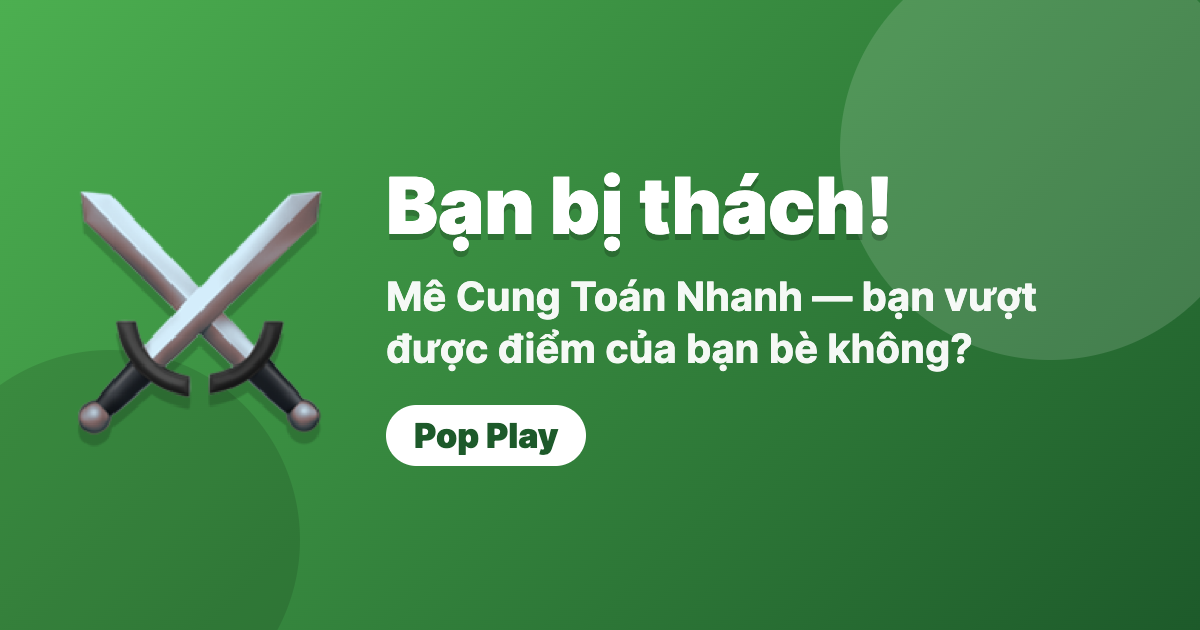 Bạn bị thách!
Mê Cung Toán Nhanh — bạn vượt
được điểm của bạn bè không?
Pop Play